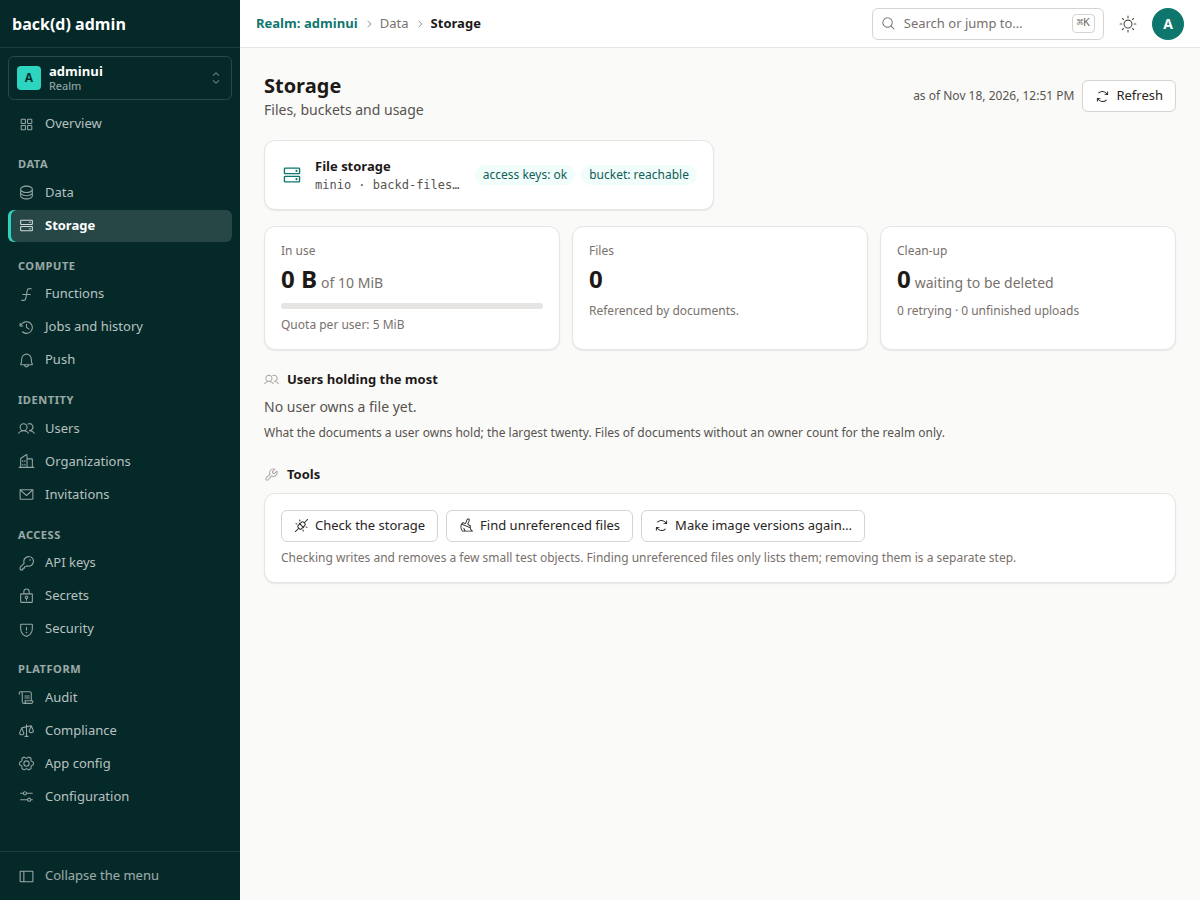 back(d) admin
Realm: adminui > Data > Storage
Search or jump to...
⌘K
A
A
adminui
Realm
Overview
DATA
Data
Storage
COMPUTE
Functions
Jobs and history
Push
IDENTITY
Users
Organizations
Invitations
ACCESS
API keys
Secrets
Security
PLATFORM
Audit
Compliance
App config
Configuration
Collapse the menu
Storage
Files, buckets and usage
as of Nov 18, 2026, 12:51 PM
Refresh
File storage
minio · backd-files…
access keys: ok
bucket: reachable
In use
0 B of 10 MiB
Quota per user: 5 MiB
Files
0
Referenced by documents.
Clean-up
0 waiting to be deleted
0 retrying · 0 unfinished uploads
Users holding the most
No user owns a file yet.
What the documents a user owns hold; the largest twenty. Files of documents without an owner count for the realm only.
Tools
Check the storage
Find unreferenced files
Make image versions again...
Checking writes and removes a few small test objects. Finding unreferenced files only lists them; removing them is a separate step.